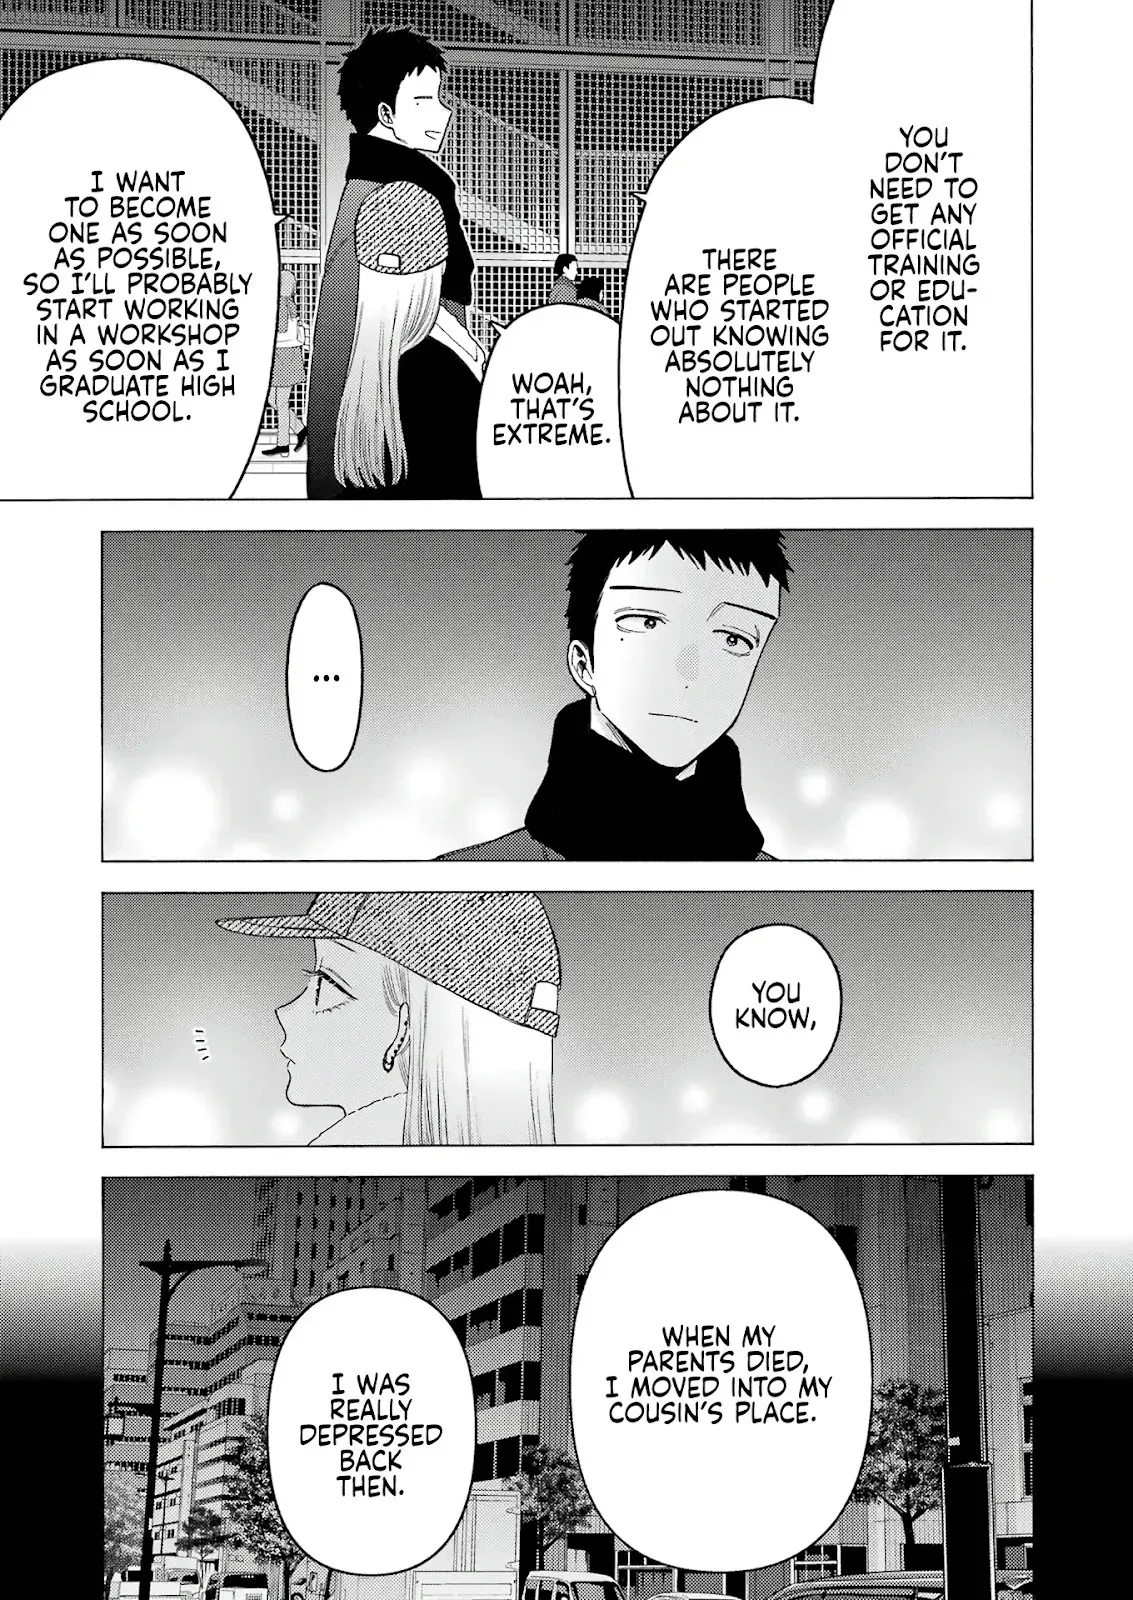 YOU
DON'T
NEED TO
GET ANY
OFFICIAL
TRAINING
OR EDU-
CATION
FOR IT.
THERE
ARE PEOPLE
WHO STARTED
OUT KNOWING
ABSOLUTELY
NOTHING
ABOUT IT.
WOAH,
THAT'S
EXTREME.
I WANT
TO BECOME
ONE AS SOON
AS POSSIBLE,
SO I'LL PROBABLY
START WORKING
IN A WORKSHOP
AS SOON AS I
GRADUATE HIGH
SCHOOL.
...
YOU
KNOW,
WHEN MY
PARENTS DIED,
I MOVED INTO MY
COUSIN'S PLACE.
I WAS
REALLY
DEPRESSED
BACK
THEN.